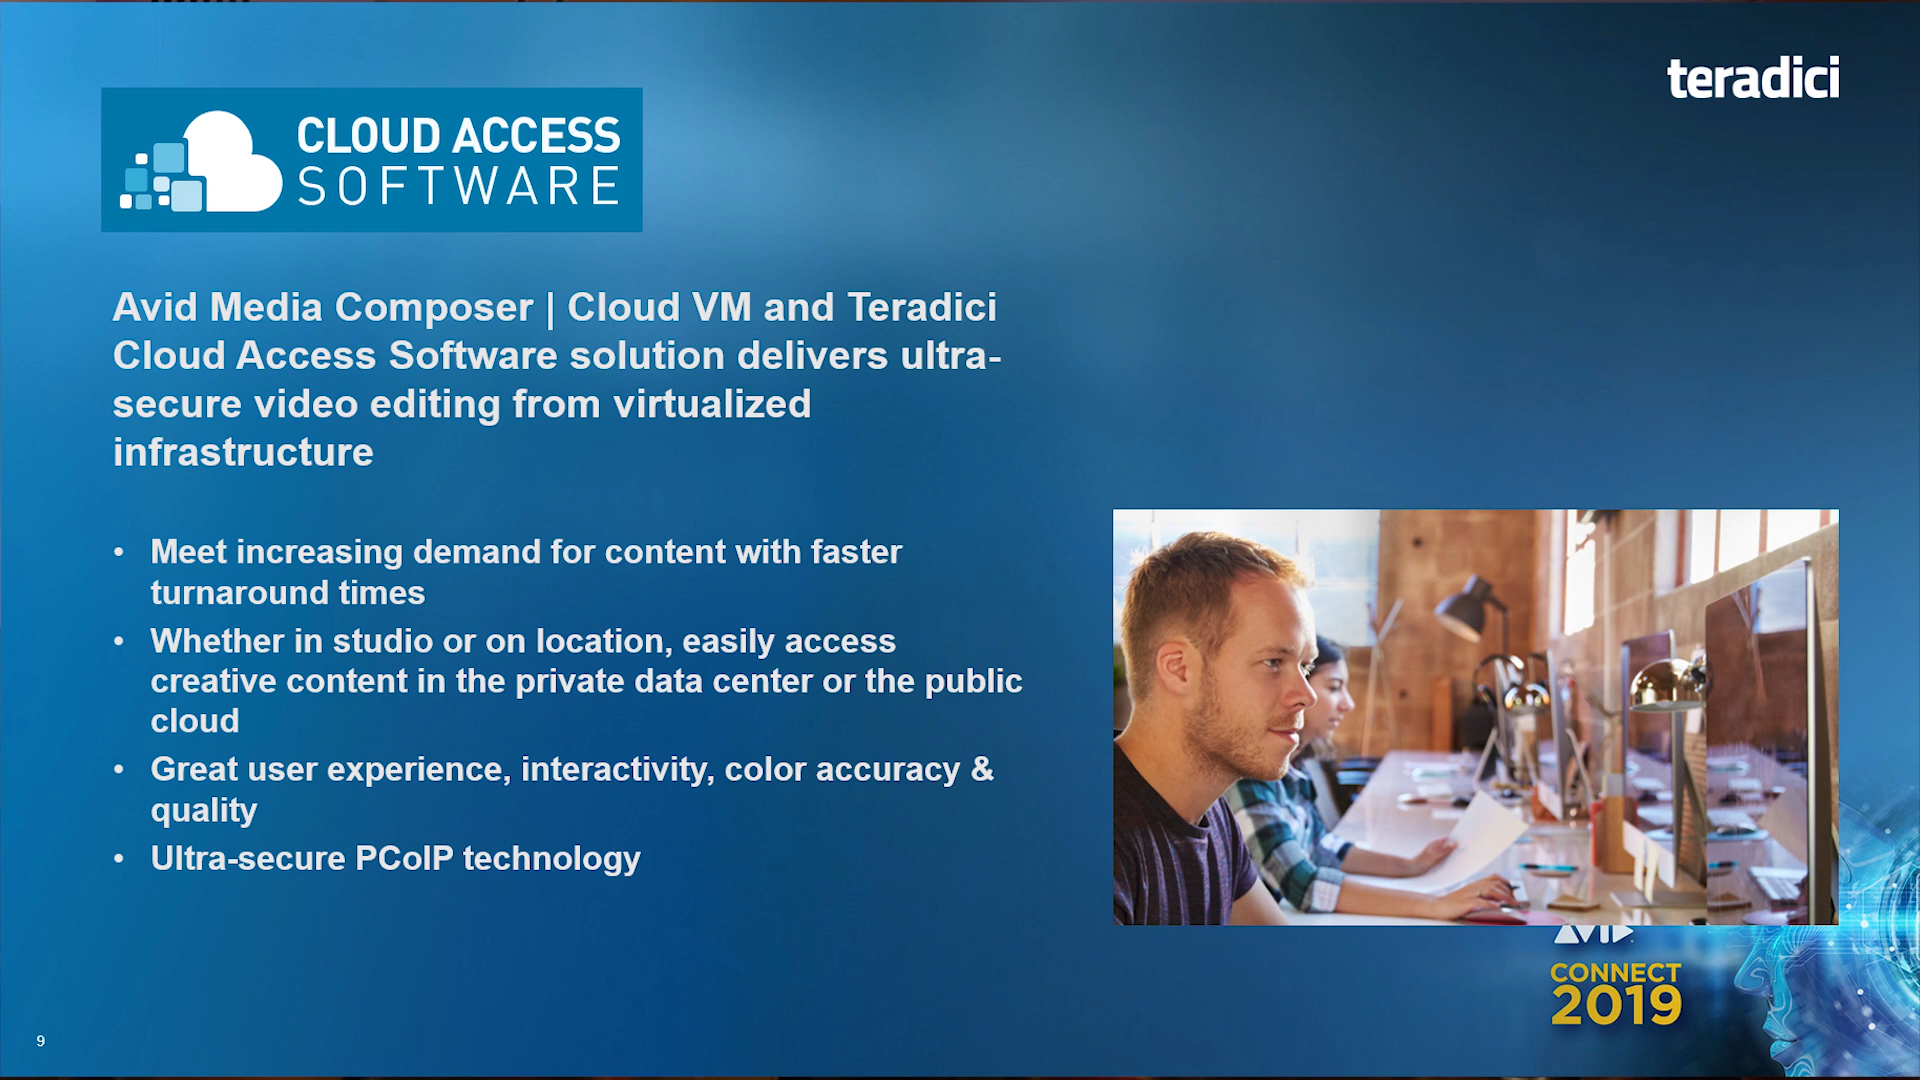 teradici
CLOUD ACCESS
SOFTWARE
Avid Media Composer | Cloud VM and Teradici
Cloud Access Software solution delivers ultra-
secure video editing from virtualized
infrastructure
• Meet increasing demand for content with faster
turnaround times
• Whether in studio or on location, easily access
creative content in the private data center or the public
cloud
• Great user experience, interactivity, color accuracy &
quality
• Ultra-secure PCoIP technology
AVID
CONNECT
2019
9